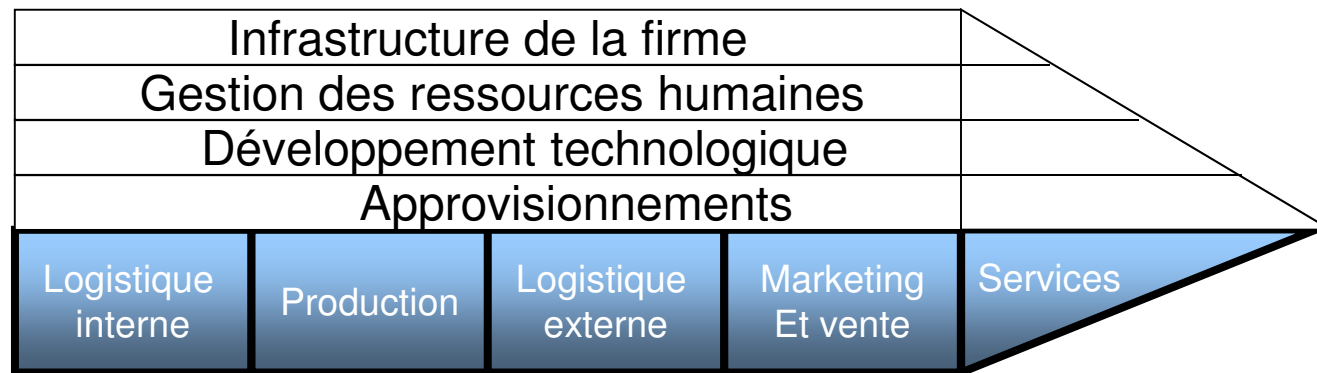 Infrastructure de la firme
Gestion des ressources humaines
Développement technologique
Approvisionnements
Logistique
interne
Production
Logistique
externe
Marketing
Et vente
Services